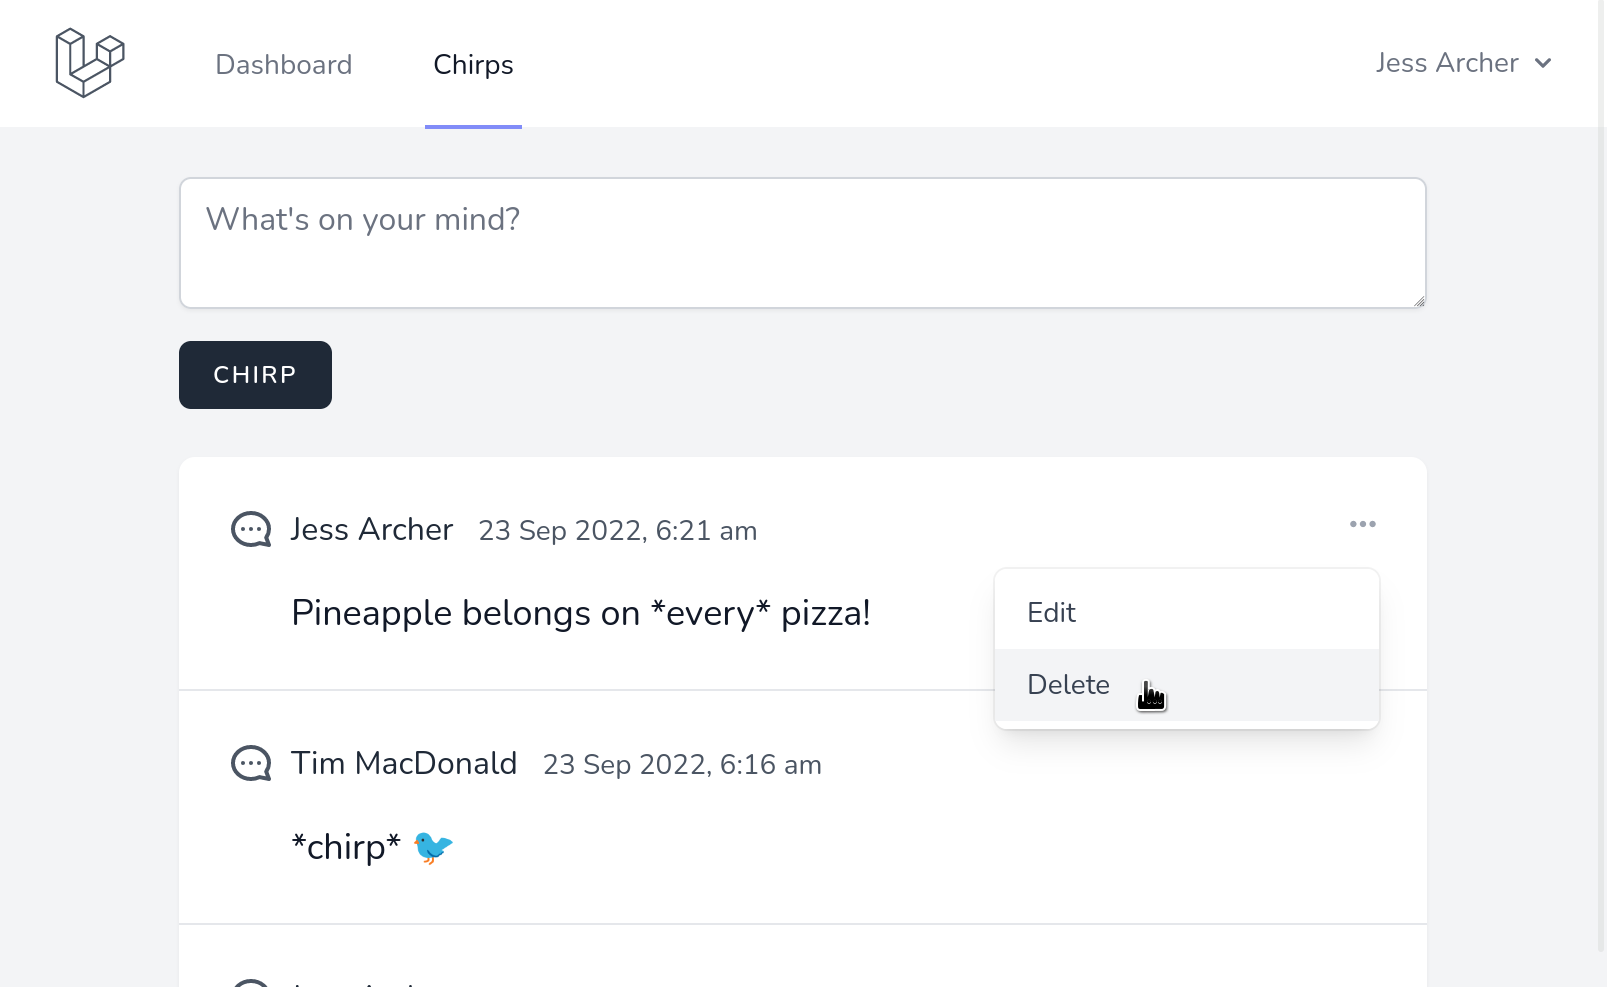 Dashboard Chirps Jess Archer
What's on your mind?
CHIRP
Jess Archer 23 Sep 2022, 6:21 am
Pineapple belongs on *every* pizza!
Edit
Delete
Tim MacDonald 23 Sep 2022, 6:16 am
*chirp* 🐦